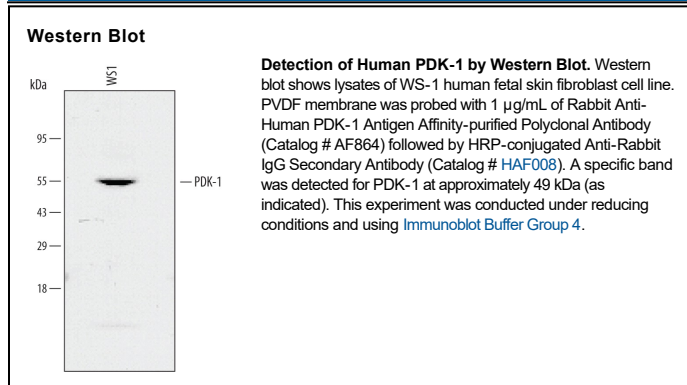 Western Blot
kDa
WS1
95
55
43
29
18
PDK-1
Detection of Human PDK-1 by Western Blot. Western
blot shows lysates of WS-1 human fetal skin fibroblast cell line.
PVDF membrane was probed with 1 µg/mL of Rabbit Anti-
Human PDK-1 Antigen Affinity-purified Polyclonal Antibody
(Catalog # AF864) followed by HRP-conjugated Anti-Rabbit
IgG Secondary Antibody (Catalog # HAF008). A specific band
was detected for PDK-1 at approximately 49 kDa (as
indicated). This experiment was conducted under reducing
conditions and using Immunoblot Buffer Group 4.